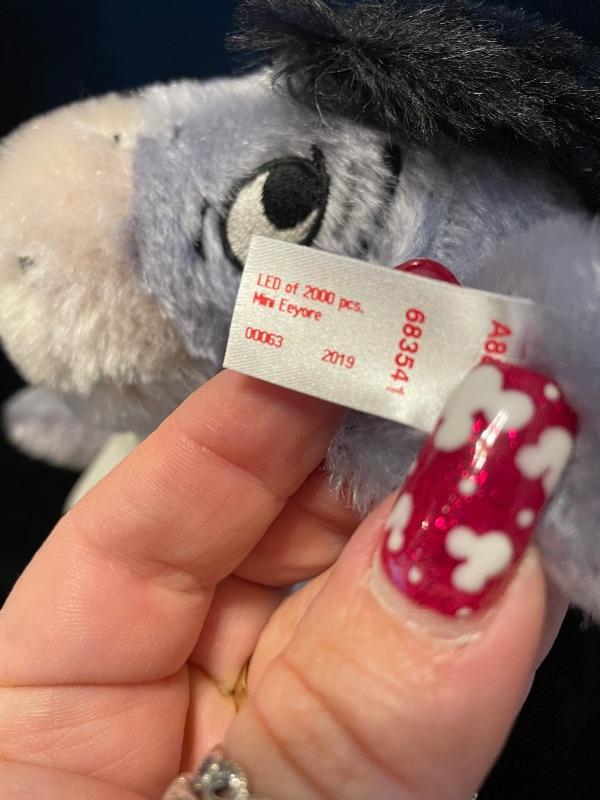 LED of 2000 pcs.
Mini Eeyore
00063 2019
683541